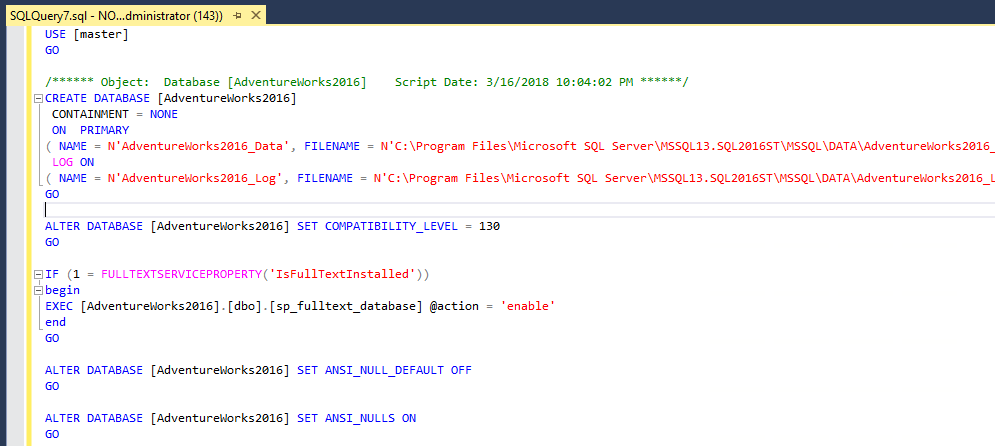 SQLQuery7.sql - NO...dministrator (143))
USE [master]
GO
/****** Object:  Database [AdventureWorks2016]    Script Date: 3/16/2018 10:04:02 PM ******/
CREATE DATABASE [AdventureWorks2016]
 CONTAINMENT = NONE
 ON  PRIMARY
( NAME = N'AdventureWorks2016_Data', FILENAME = N'C:\Program Files\Microsoft SQL Server\MSSQL13.SQL2016ST\MSSQL\DATA\AdventureWorks2016_
 LOG ON
( NAME = N'AdventureWorks2016_Log', FILENAME = N'C:\Program Files\Microsoft SQL Server\MSSQL13.SQL2016ST\MSSQL\DATA\AdventureWorks2016_L
GO
ALTER DATABASE [AdventureWorks2016] SET COMPATIBILITY_LEVEL = 130
GO
IF (1 = FULLTEXTSERVICEPROPERTY('IsFullTextInstalled'))
begin
EXEC [AdventureWorks2016].[dbo].[sp_fulltext_database] @action = 'enable'
end
GO
ALTER DATABASE [AdventureWorks2016] SET ANSI_NULL_DEFAULT OFF
GO
ALTER DATABASE [AdventureWorks2016] SET ANSI_NULLS ON
GO